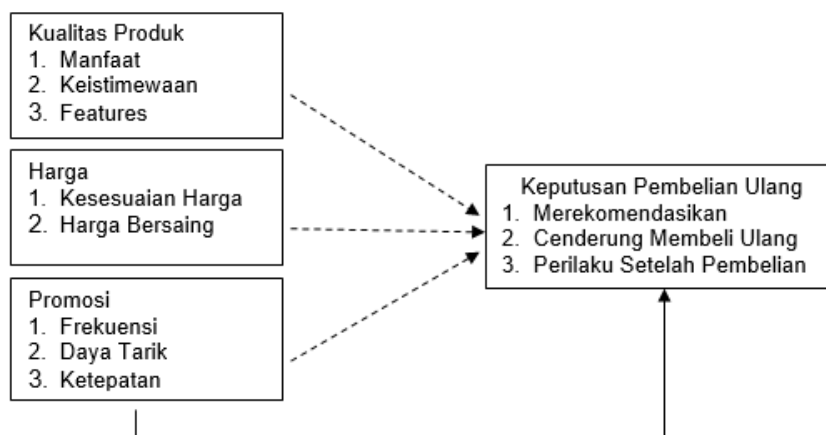 Kualitas Produk
1. Manfaat
2. Keistimewaan
3. Features
Harga
1. Kesesuaian Harga
2. Harga Bersaing
Promosi
1. Frekuensi
2. Daya Tarik
3. Ketepatan
Keputusan Pembelian Ulang
1. Merekomendasikan
2. Cenderung Membeli Ulang
3. Perilaku Setelah Pembelian